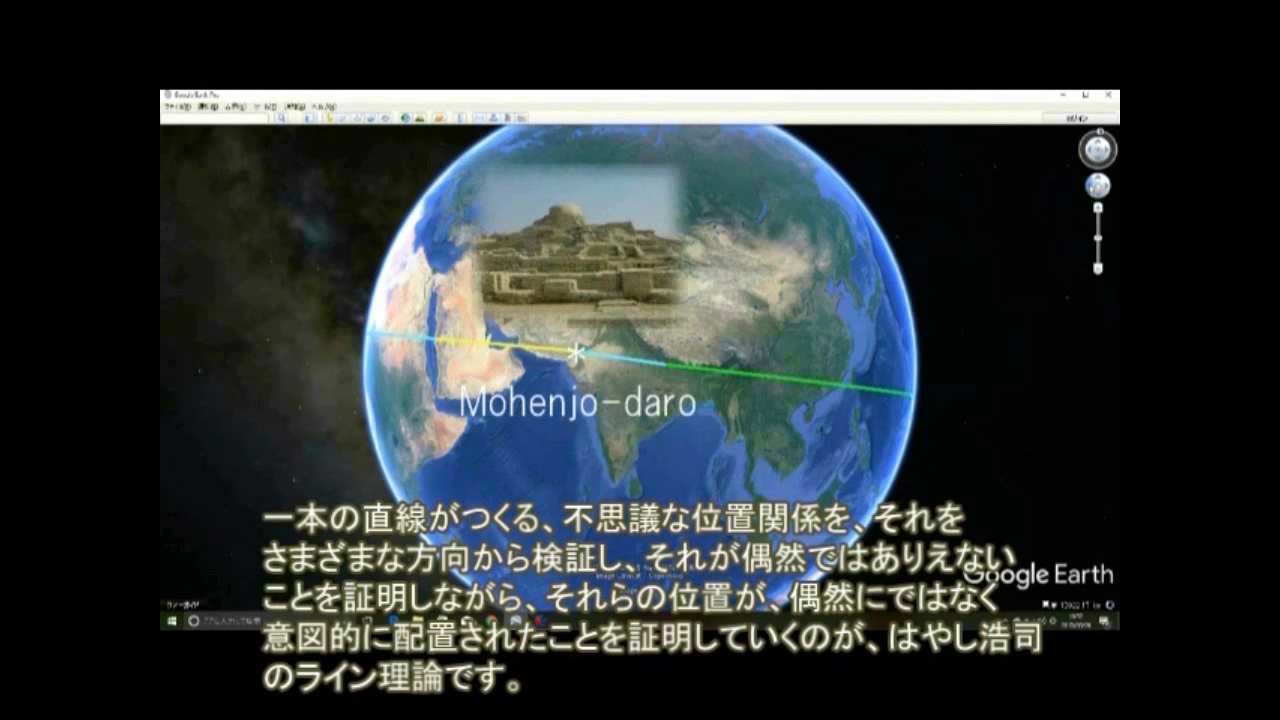 Google Earth Pro
Mohenjo-daro
一本の直線がつくる、不思議な位置関係を、それを
さまざまな方向から検証し、それが偶然ではありえない
Google Earth
ことを証明しながら、それらの位置が、偶然にではなく
意図的に配置されたことを証明していくのが、はやし浩司
のライン理論です。